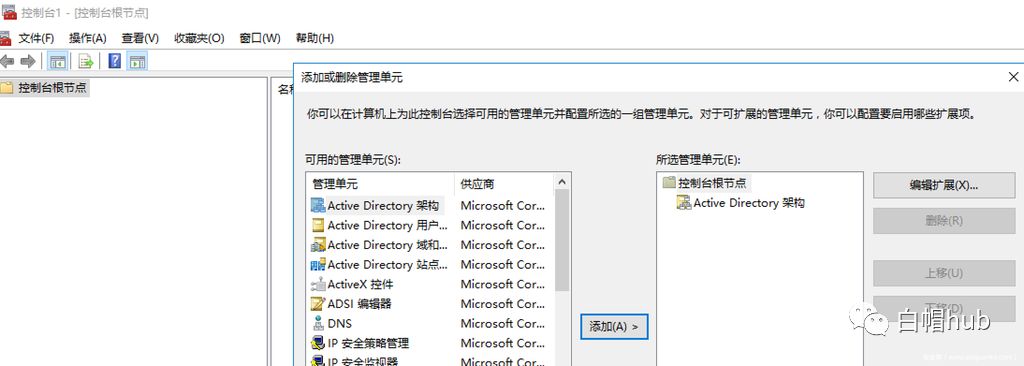 控制台1 - [控制台根节点]
文件(F) 操作(A) 查看(V) 收藏夹(O) 窗口(W) 帮助(H)
控制台根节点
添加或删除管理单元
你可以在计算机上为此控制台选择可用的管理单元并配置所选的一组管理单元。对于可扩展的管理单元，你可以配置要启用哪些扩展项。
可用的管理单元(S):
管理单元 供应商
Active Directory 架构 Microsoft Cor...
Active Directory 用户... Microsoft Cor...
Active Directory 域和... Microsoft Cor...
Active Directory 站点... Microsoft Cor...
ActiveX 控件 Microsoft Cor...
ADSI 编辑器 Microsoft Cor...
DNS Microsoft Cor...
IP 安全策略管理 Microsoft Cor...
IP 安全监视器 Microsoft Cor...
添加(A) >
所选管理单元(E):
控制台根节点
Active Directory 架构
编辑扩展(X)...
删除(R)
上移(U)
下移(D)
白帽hub